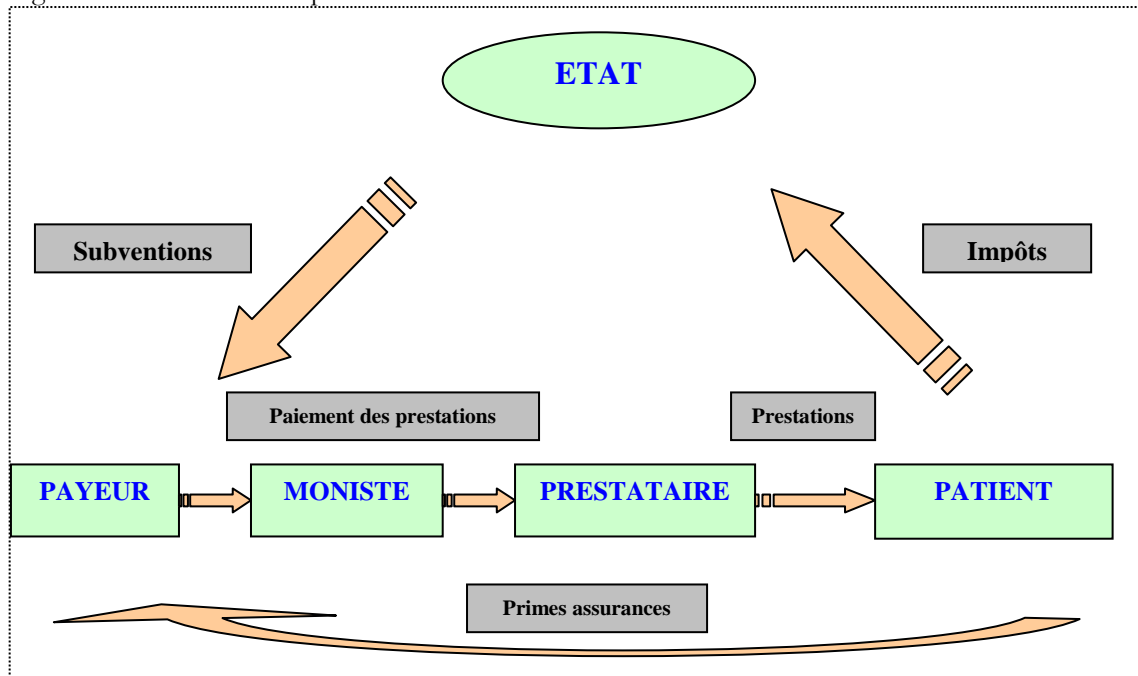 ETAT
Subventions
Impôts
Paiement des prestations
Prestations
PAYEUR
MONISTE
PRESTATAIRE
PATIENT
Primes assurances